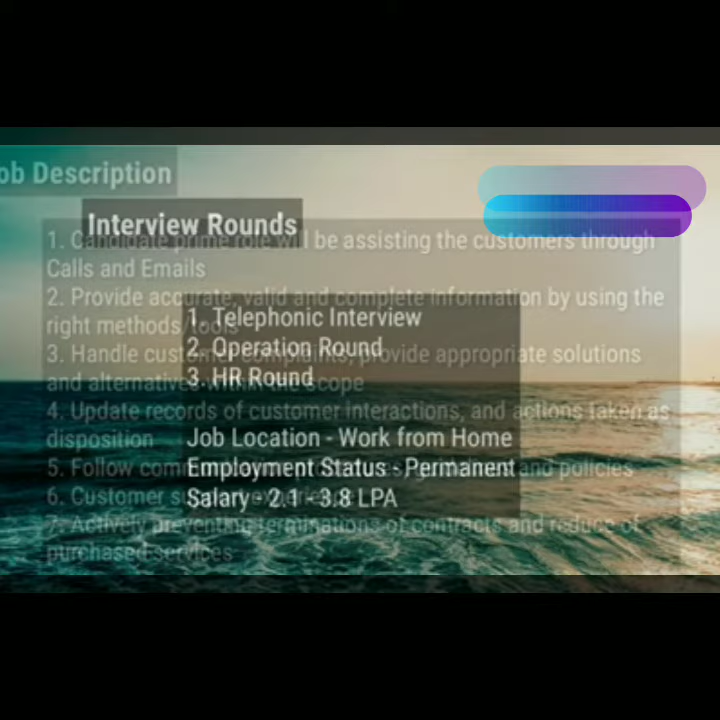 ob Description
Interview Rounds
1. Candidate prime role will be assisting the customers through
Calls and Emails
2. Provide accurate, valid and complete information by using the
right methods/tools
1. Telephonic Interview
2. Operation Round
3. Handle customer complaints, provide appropriate solutions
and alternatives within the scope
3. HR Round
4. Update records of customer interactions, and actions taken as
disposition
Job Location - Work from Home
5. Follow and policies
Employment Status - Permanent
6. Customer
Salary - 2.1 - 3.8 LPA
7. Actively preventing terminations of contracts and reduce of
purchased services